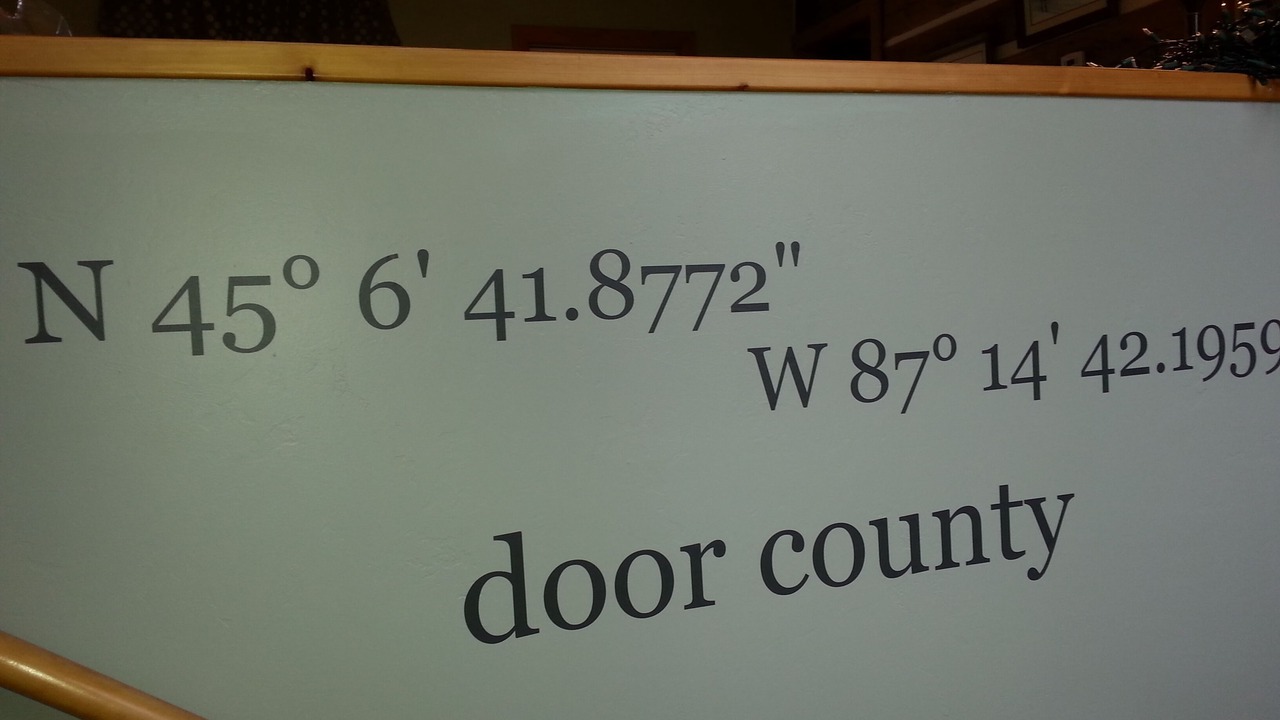 N 45° 6' 41.8772"
W 87° 14' 42.1959
door county